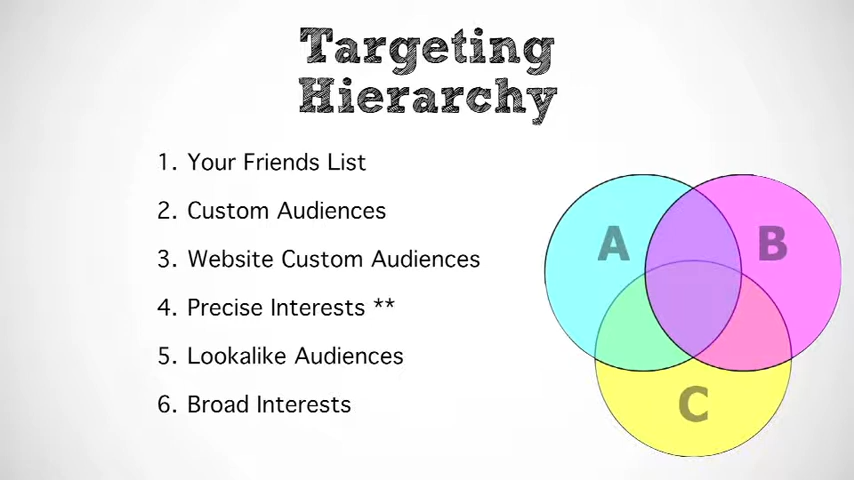 Targeting
Hierarchy
1. Your Friends List
2. Custom Audiences
3. Website Custom Audiences
4. Precise Interests **
5. Lookalike Audiences
6. Broad Interests
A
B
C